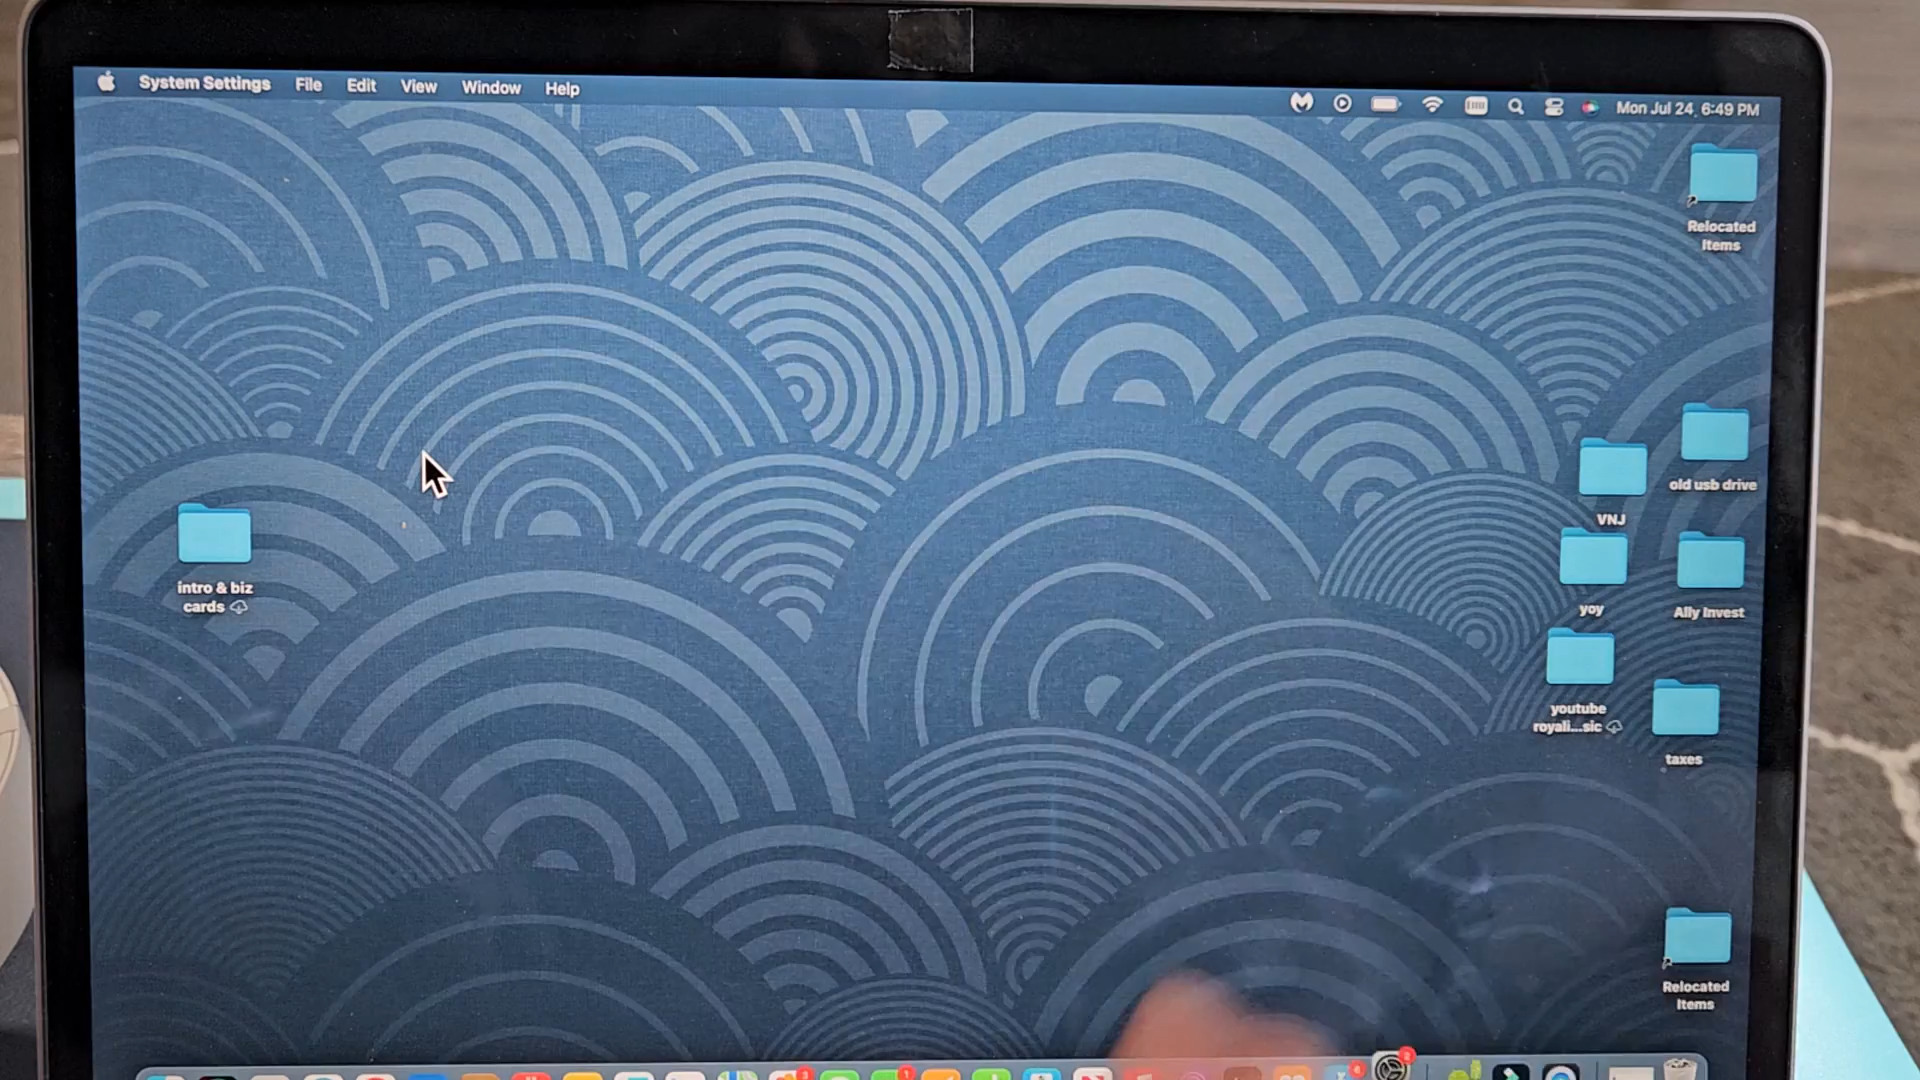 System Settings File Edit View Window Help
Mon Jul 24, 6:49 PM
Relocated
Items
old usb drive
VNJ
intro & biz
cards
yoy
Ally Invest
youtube
royali...sic
taxes
Relocated
Items